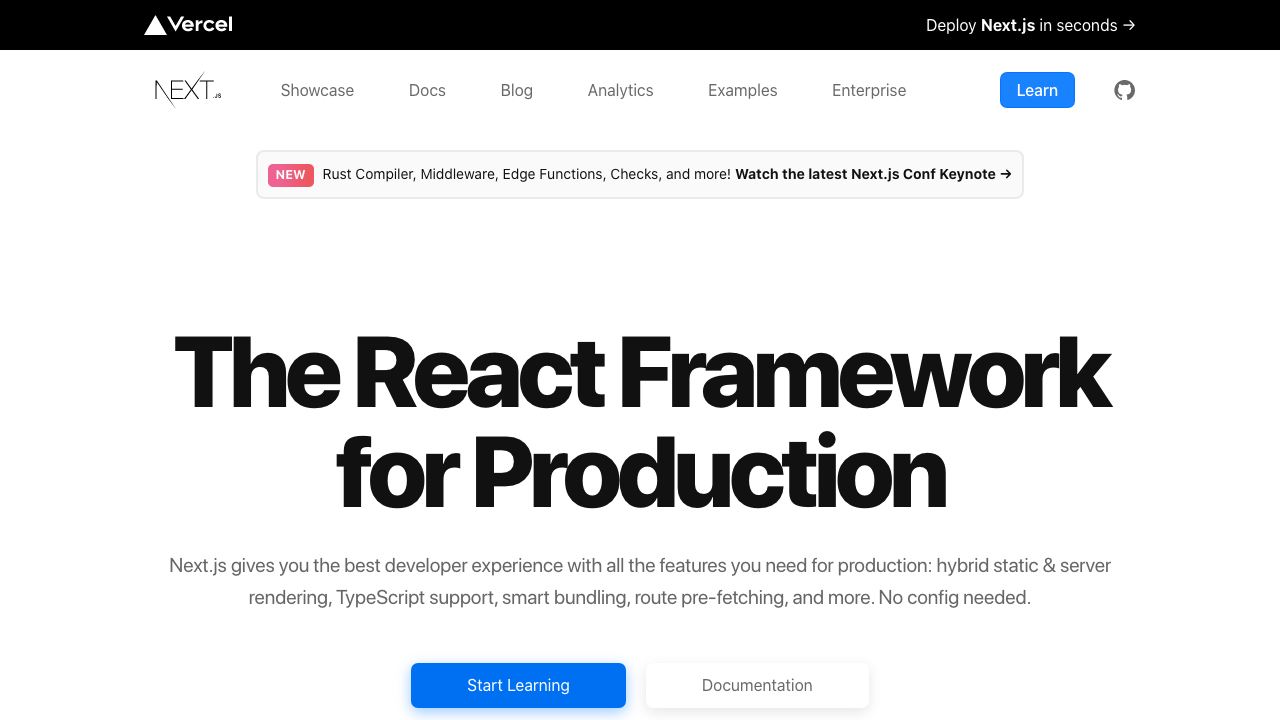 Vercel
Deploy Next.js in seconds →
NEXT.JS
Showcase
Docs
Blog
Analytics
Examples
Enterprise
Learn
NEW Rust Compiler, Middleware, Edge Functions, Checks, and more! Watch the latest Next.js Conf Keynote →
The React Framework
for Production
Next.js gives you the best developer experience with all the features you need for production: hybrid static & server
rendering, TypeScript support, smart bundling, route pre-fetching, and more. No config needed.
Start Learning
Documentation